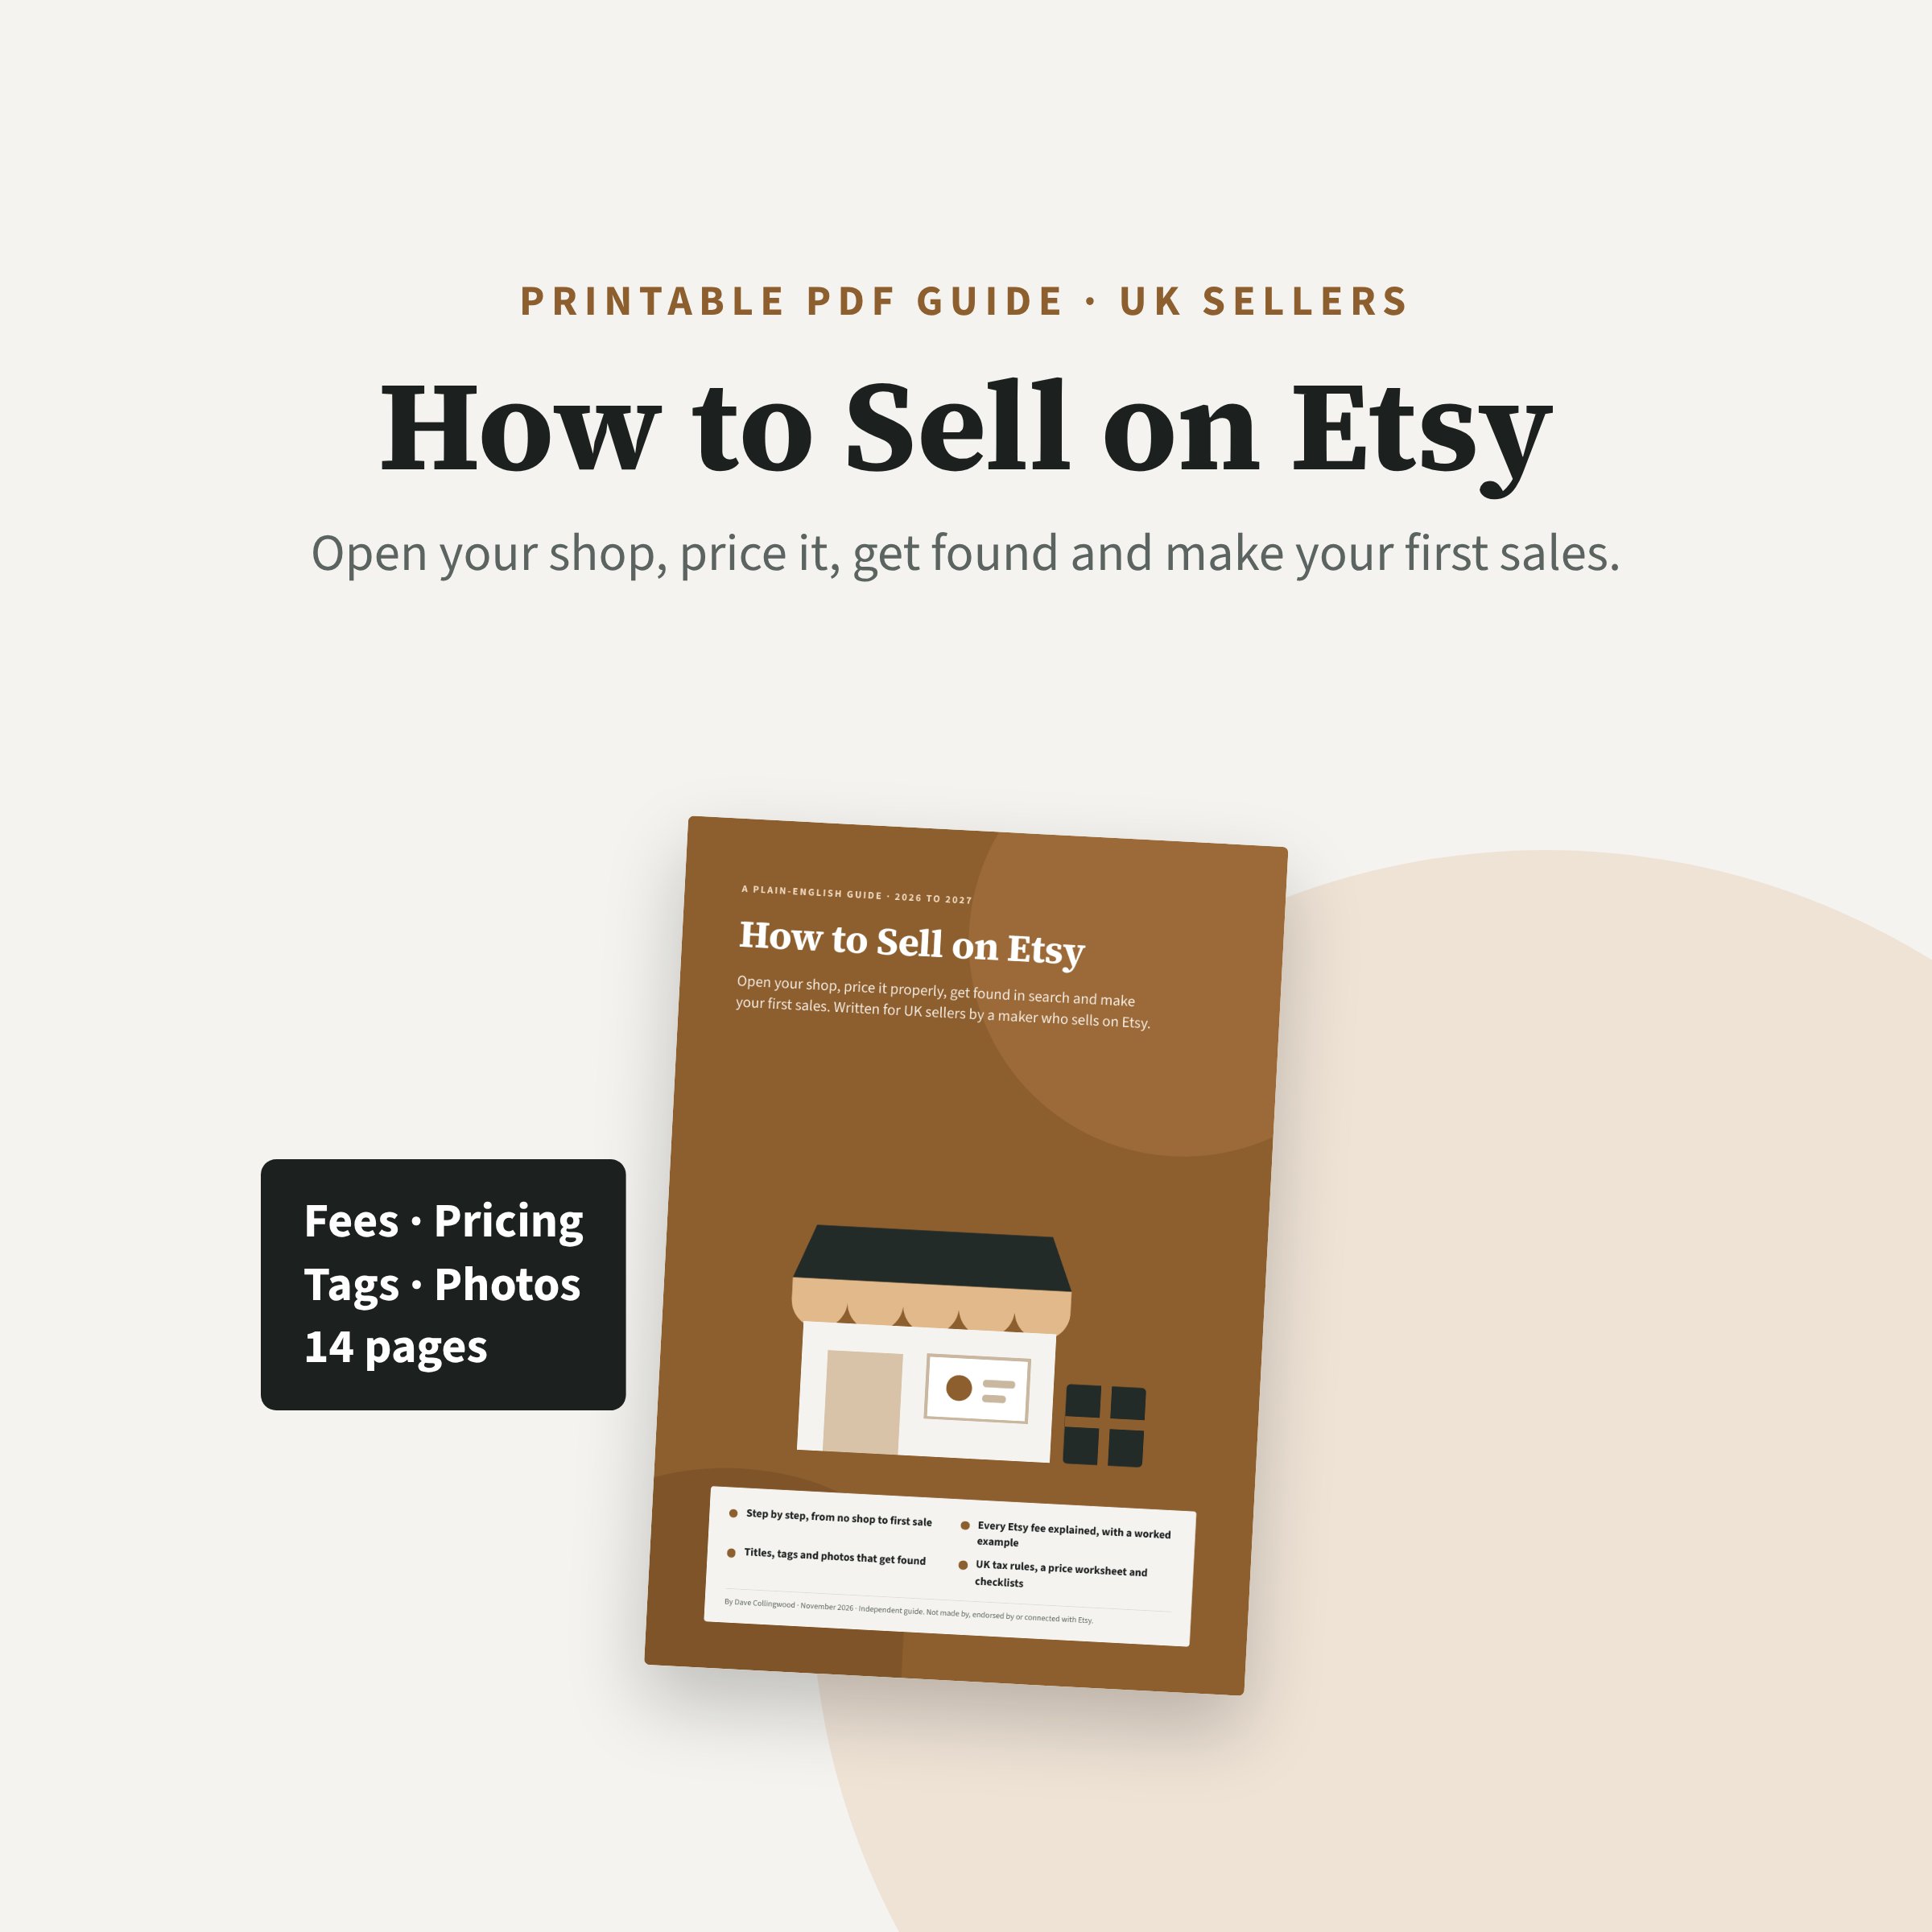 PRINTABLE PDF GUIDE · UK SELLERS
How to Sell on Etsy
Open your shop, price it, get found and make your first sales.
A PLAIN-ENGLISH GUIDE · 2026 TO 2027
How to Sell on Etsy
Open your shop, price it properly, get found in search and make
your first sales. Written for UK sellers by a maker who sells on Etsy.
Fees · Pricing
Tags · Photos
14 pages
Step by step, from no shop to first sale
Every Etsy fee explained, with a worked
example
Titles, tags and photos that get found
UK tax rules, a price worksheet and
checklists
By Dave Collingwood · November 2026 · Independent guide. Not made by, endorsed by or connected with Etsy.